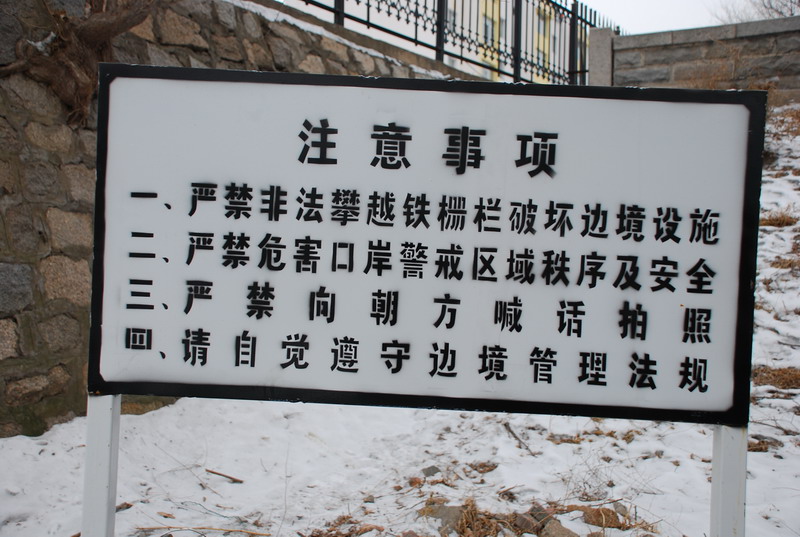 注意事项
一、严禁非法攀越铁栅栏破坏边境设施
二、严禁危害口岸警戒区域秩序及安全
三、严禁向朝方喊话拍照
四、请自觉遵守边境管理法规